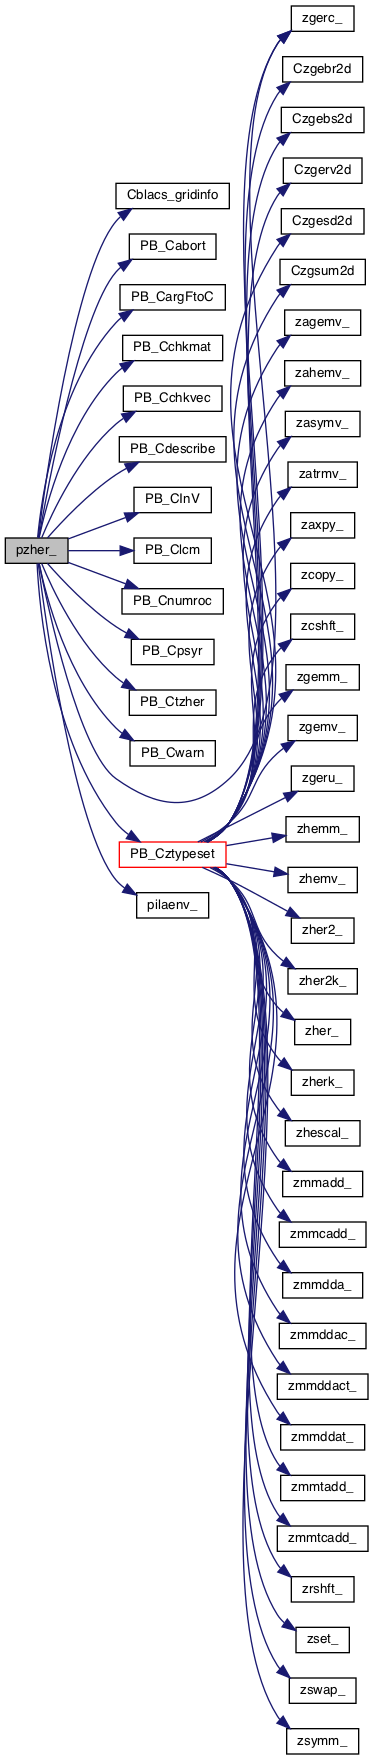 zgerc_
Czgebr2d
Czgebs2d
Czgerv2d
Cblacs_gridinfo
Czgesd2d
PB_Cabort
Czgsum2d
PB_CargFtoC
zagemv_
PB_Cchkmat
zahemv_
PB_Cchkvec
zasymv_
PB_Cdescribe
zatrmv_
PB_CInV
zaxpy_
pzher_
PB_Clcm
zcopy_
PB_Cnumroc
zcshft_
PB_Cpsyr
zgemm_
PB_Ctzher
zgemv_
PB_Cwarn
zgeru_
PB_Cztypeset
zhemm_
zhemv_
pilaenv_
zher2_
zher2k_
zher_
zherk_
zhescal_
zmmadd_
zmmcadd_
zmmdda_
zmmddac_
zmmddact_
zmmddat_
zmmtadd_
zmmtcadd_
zrshft_
zset_
zswap_
zsymm_